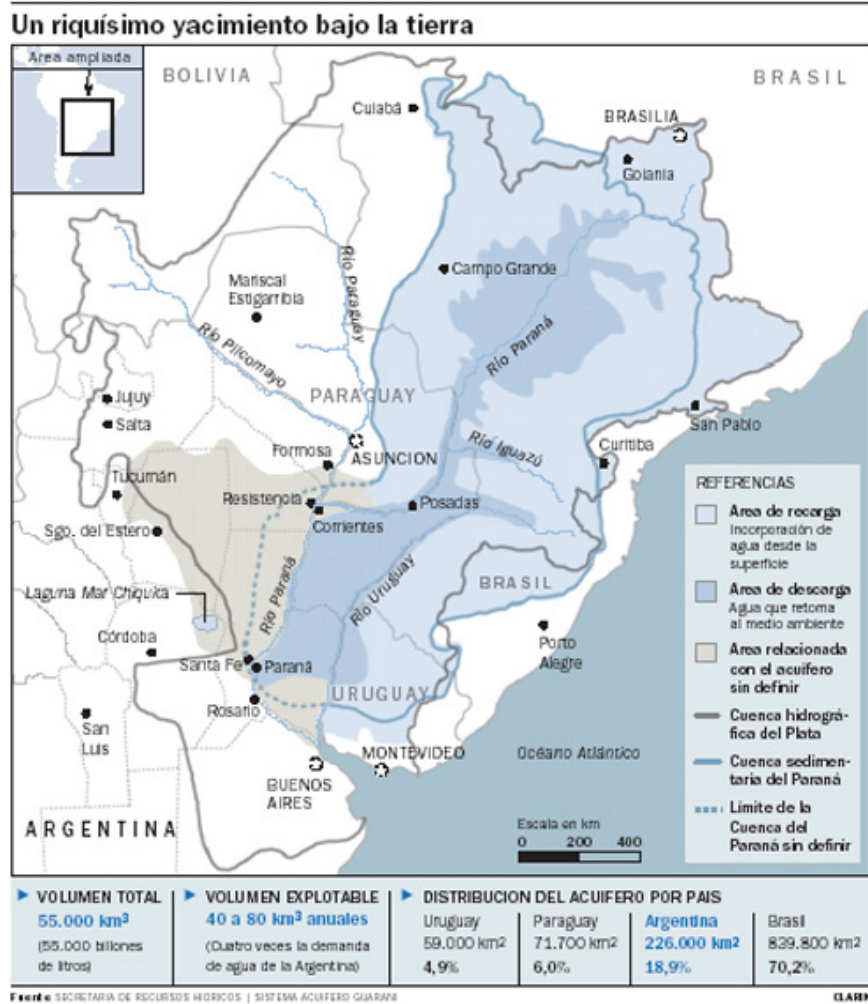 Un riquísimo yacimiento bajo la tierra
Area ampliada
BOLIVIA
BRASIL
Cuiabá
BRASILIA
Goiania
Río Paraguay
Campo Grande
Mariscal
Estigarribia
Río Pilcomayo
Río Paraná
PARAGUAY
Jujuy
Salta
San Pablo
Formosa
ASUNCION
Río Iguazú
Curitiba
Tucumán
Resistencia
Corrientes
Posadas
Sgo. del Estero
Río Paraná
Río Uruguay
BRASIL
Laguna Mar Chiquita
Córdoba
Porto
Alegre
Santa Fe
Paraná
URUGUAY
Rosario
San
Luis
MONTEVIDEO
Océano Atlántico
BUENOS
AIRES
ARGENTINA
Escala en km
0 200 400
REFERENCIAS
Area de recarga
Incorporación de
agua desde la
superficie
Area de descarga
Agua que retorna
al medio ambiente
Area relacionada
con el acuífero
sin definir
Cuenca hidrográ-
fica del Plata
Cuenca sedimen-
taria del Paraná
Límite de la
Cuenca del
Paraná sin definir
VOLUMEN TOTAL
55.000 km³
(55.000 billones
de litros)
VOLUMEN EXPLOTABLE
40 a 80 km³ anuales
(Cuatro veces la demanda
de agua de la Argentina)
DISTRIBUCION DEL ACUIFERO POR PAIS
Uruguay Paraguay Argentina Brasil
59.000 km² 71.700 km² 226.000 km² 839.800 km²
4,9% 6,0% 18,9% 70,2%
Fuente SECRETARIA DE RECURSOS HIDRICOS | SISTEMA ACUIFERO GUARANI
CLARIN